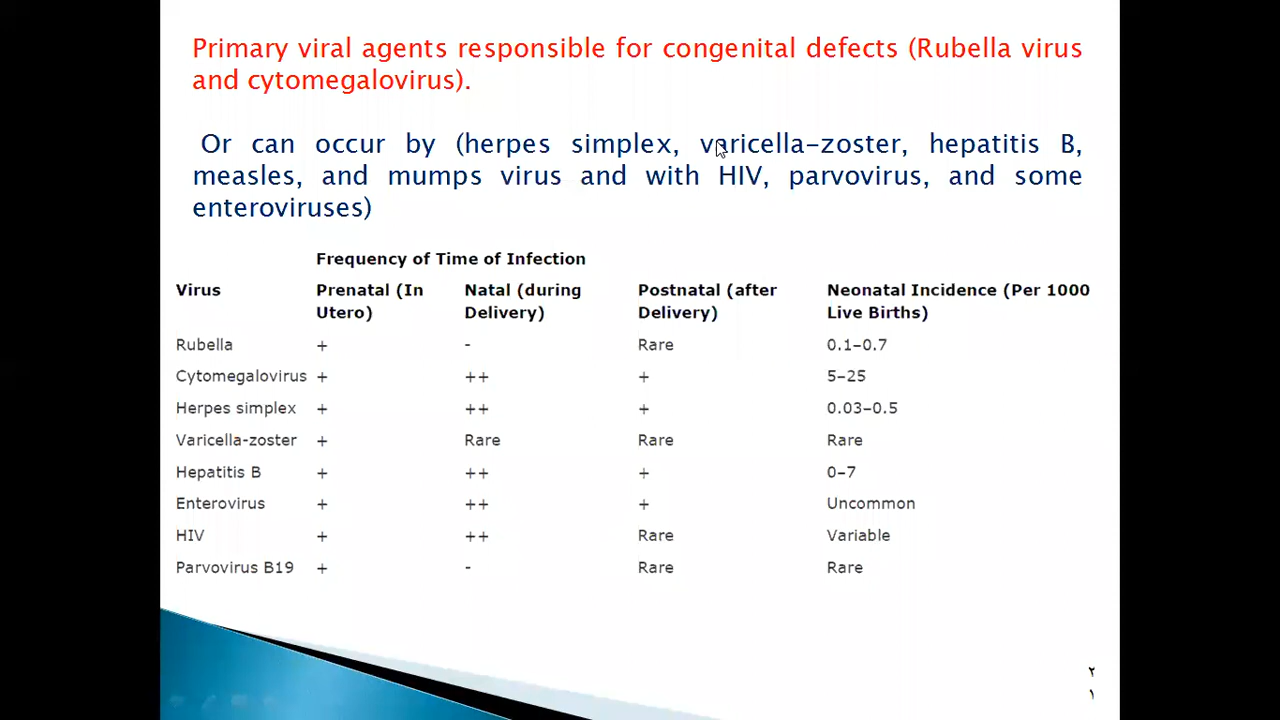 Primary viral agents responsible for congenital defects (Rubella virus
and cytomegalovirus).
Or can occur by (herpes simplex, varicella-zoster, hepatitis B,
measles, and mumps virus and with HIV, parvovirus, and some
enteroviruses)
Frequency of Time of Infection
Virus Prenatal (In Utero) Natal (during Delivery) Postnatal (after Delivery) Neonatal Incidence (Per 1000 Live Births)
Rubella + - Rare 0.1–0.7
Cytomegalovirus + ++ + 5–25
Herpes simplex + ++ + 0.03–0.5
Varicella-zoster + Rare Rare Rare
Hepatitis B + ++ + 0–7
Enterovirus + ++ + Uncommon
HIV + ++ Rare Variable
Parvovirus B19 + - Rare Rare
٢
١